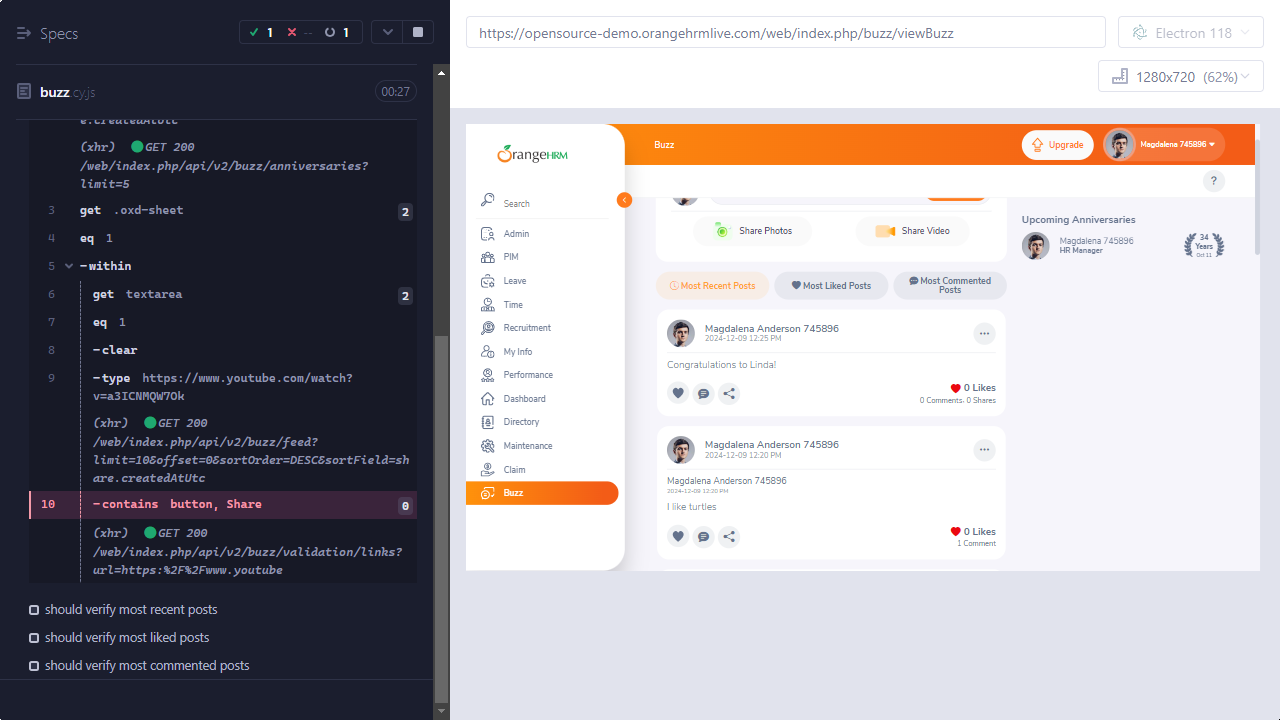 Specs
1
--
1
buzz.cy.js
00:27
e.createdAtUtc
(xhr) GET 200
/web/index.php/api/v2/buzz/anniversaries?
limit=5
3 get .oxd-sheet 2
4 eq 1
5 -within
6 get textarea 2
7 eq 1
8 -clear
9 -type https://www.youtube.com/watch?
v=a3ICNMQW7Ok
(xhr) GET 200
/web/index.php/api/v2/buzz/feed?
limit=10&offset=0&sortOrder=DESC&sortField=sh
are.createdAtUtc
10 -contains button, Share 0
(xhr) GET 200
/web/index.php/api/v2/buzz/validation/links?
url=https:%2F%2Fwww.youtube
should verify most recent posts
should verify most liked posts
should verify most commented posts
https://opensource-demo.orangehrmlive.com/web/index.php/buzz/viewBuzz
Electron 118
1280x720 (62%)
OrangeHRM
Search
Admin
PIM
Leave
Time
Recruitment
My Info
Performance
Dashboard
Directory
Maintenance
Claim
Buzz
Buzz
Upgrade
Magdalena 745896
?
Share Photos
Share Video
Most Recent Posts
Most Liked Posts
Most Commented
Posts
Magdalena Anderson 745896
2024-12-09 12:25 PM
Congratulations to Linda!
0 Likes
0 Comments, 0 Shares
Magdalena Anderson 745896
2024-12-09 12:20 PM
Magdalena Anderson 745896
2024-12-09 12:20 PM
I like turtles
0 Likes
1 Comment
Upcoming Anniversaries
Magdalena 745896
HR Manager
34
Years
Oct 11